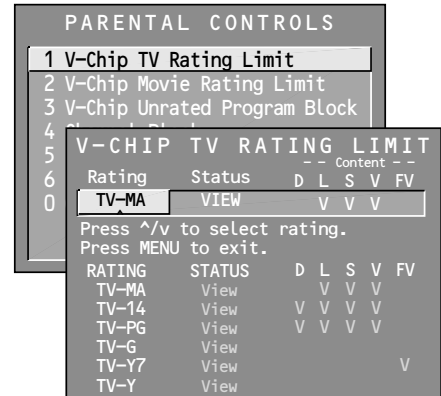 PARENTAL CONTROLS
1 V-Chip TV Rating Limit
2 V-Chip Movie Rating Limit
3 V-Chip Unrated Program Block
4
5
6
0
V-CHIP TV RATING LIMIT
– – Content – –
Rating Status D L S V FV
TV-MA VIEW V V V
Press ^/v to select rating.
Press MENU to exit.
RATING STATUS D L S V FV
TV-MA View V V V
TV-14 View V V V V
TV-PG View V V V V
TV-G View
TV-Y7 View V
TV-Y View